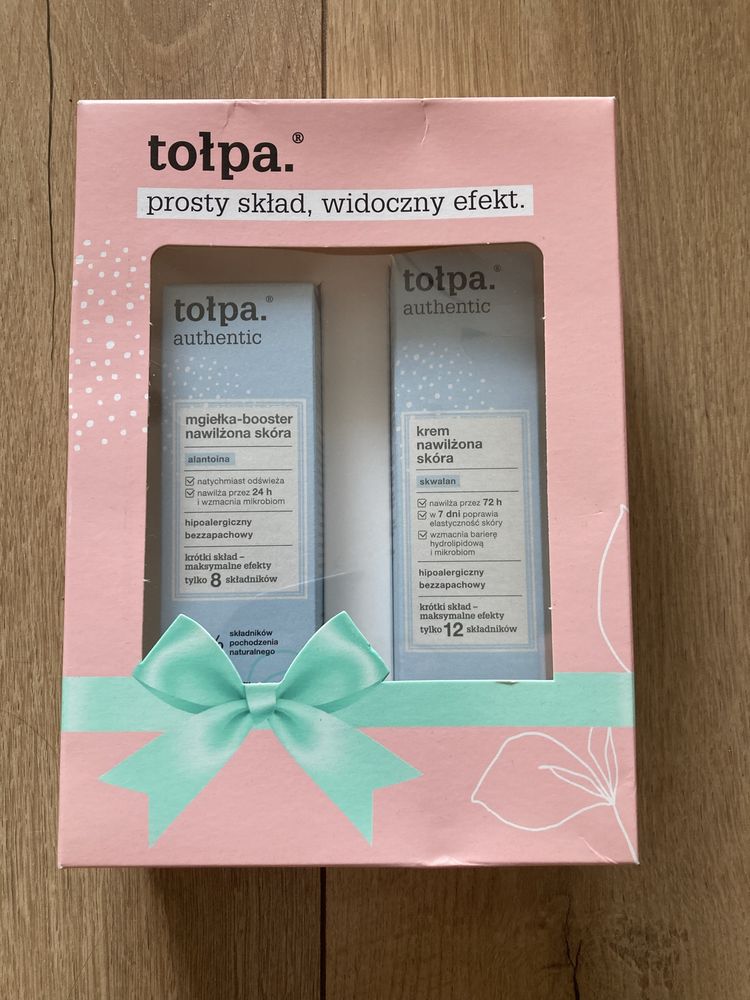 tołpa.®
prosty skład, widoczny efekt.
tołpa.®
authentic
mgiełka-booster
nawilżona skóra
alantoina
natychmiast odświeża
nawilża przez 24 h
i wzmacnia mikrobiom
hipoalergiczny
bezzapachowy
krótki skład –
maksymalne efekty
tylko 8 składników
%
składników
pochodzenia
naturalnego
tołpa.®
authentic
krem
nawilżona
skóra
skwalan
nawilża przez 72 h
w 7 dni poprawia
elastyczność skóry
wzmacnia barierę
hydrolipidową
i mikrobiom
hipoalergiczny
bezzapachowy
krótki skład –
maksymalne efekty
tylko 12 składników